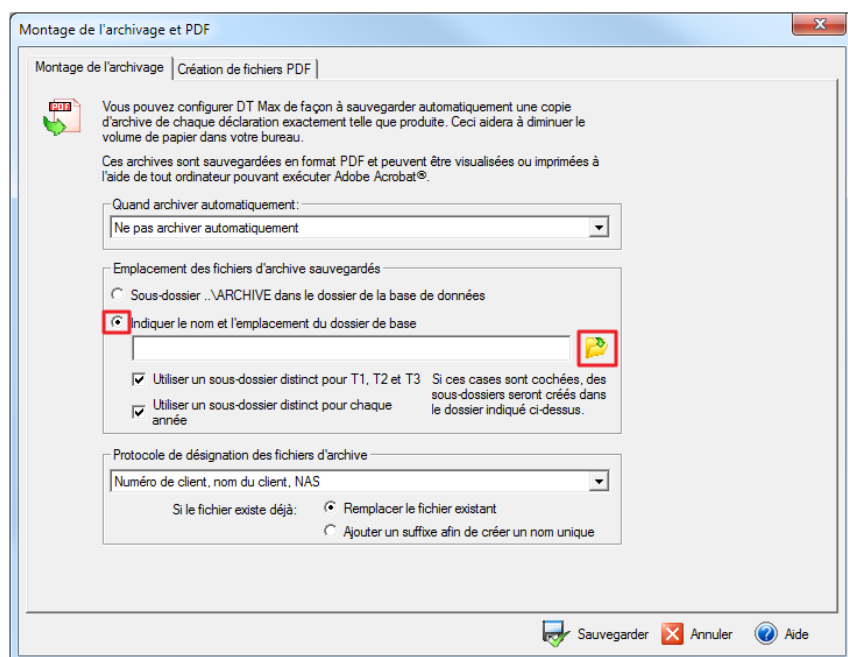 Montage de l'archivage et PDF
Montage de l'archivage
Création de fichiers PDF
PDF
Vous pouvez configurer DT Max de façon à sauvegarder automatiquement une copie
d'archive de chaque déclaration exactement telle que produite. Ceci aidera à diminuer le
volume de papier dans votre bureau.
Ces archives sont sauvegardées en format PDF et peuvent être visualisées ou imprimées à
l'aide de tout ordinateur pouvant exécuter Adobe Acrobat®.
Quand archiver automatiquement:
Ne pas archiver automatiquement
Emplacement des fichiers d'archive sauvegardés
Sous-dossier ..\ARCHIVE dans le dossier de la base de données
Indiquer le nom et l'emplacement du dossier de base
Utiliser un sous-dossier distinct pour T1, T2 et T3
Utiliser un sous-dossier distinct pour chaque
année
Si ces cases sont cochées, des
sous-dossiers seront créés dans
le dossier indiqué ci-dessus.
Protocole de désignation des fichiers d'archive
Numéro de client, nom du client, NAS
Si le fichier existe déjà:
Remplacer le fichier existant
Ajouter un suffixe afin de créer un nom unique
Sauvegarder
Annuler
Aide